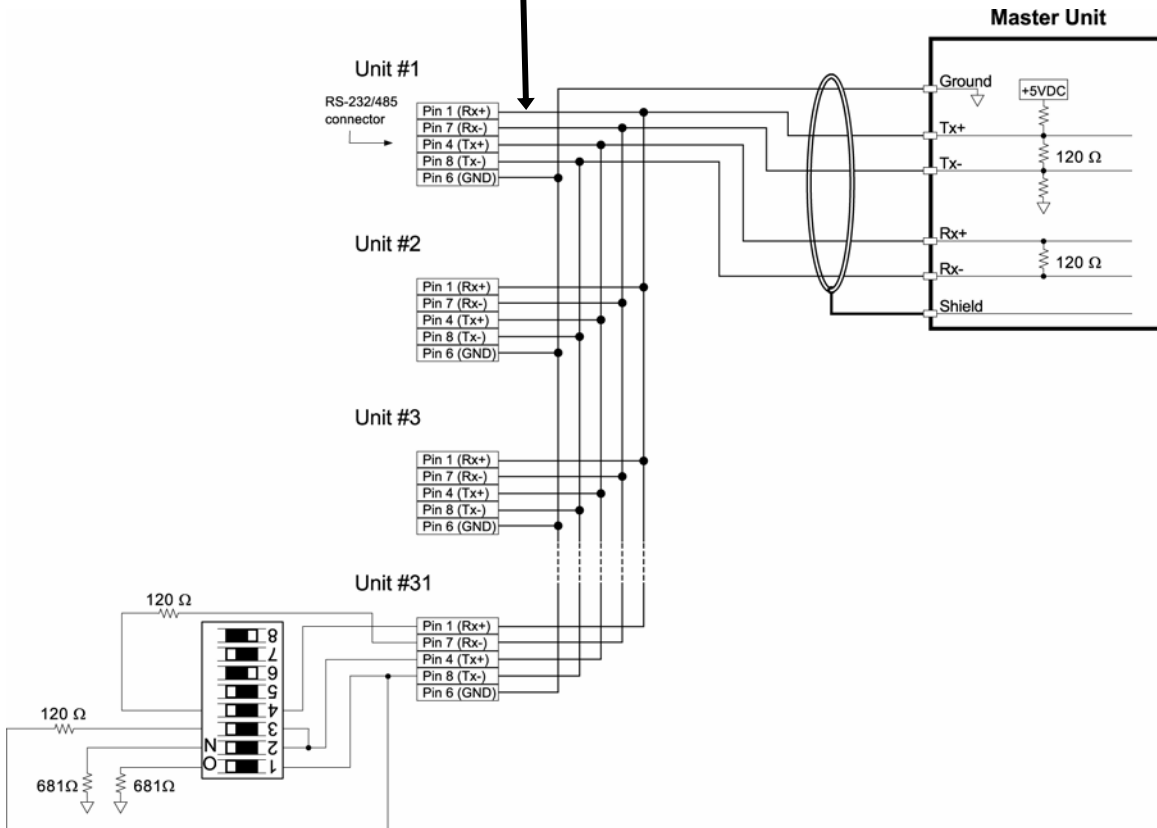 Master Unit
Unit #1
RS-232/485
connector
Pin 1 (Rx+)
Pin 7 (Rx-)
Pin 4 (Tx+)
Pin 8 (Tx-)
Pin 6 (GND)
Ground
+5VDC
Tx+
120 Ω
Tx-
Rx+
120 Ω
Rx-
Shield
Unit #2
Pin 1 (Rx+)
Pin 7 (Rx-)
Pin 4 (Tx+)
Pin 8 (Tx-)
Pin 6 (GND)
Unit #3
Pin 1 (Rx+)
Pin 7 (Rx-)
Pin 4 (Tx+)
Pin 8 (Tx-)
Pin 6 (GND)
Unit #31
Pin 1 (Rx+)
Pin 7 (Rx-)
Pin 4 (Tx+)
Pin 8 (Tx-)
Pin 6 (GND)
120 Ω
8
7
6
5
4
3
2
1
ON
120 Ω
681Ω
681Ω